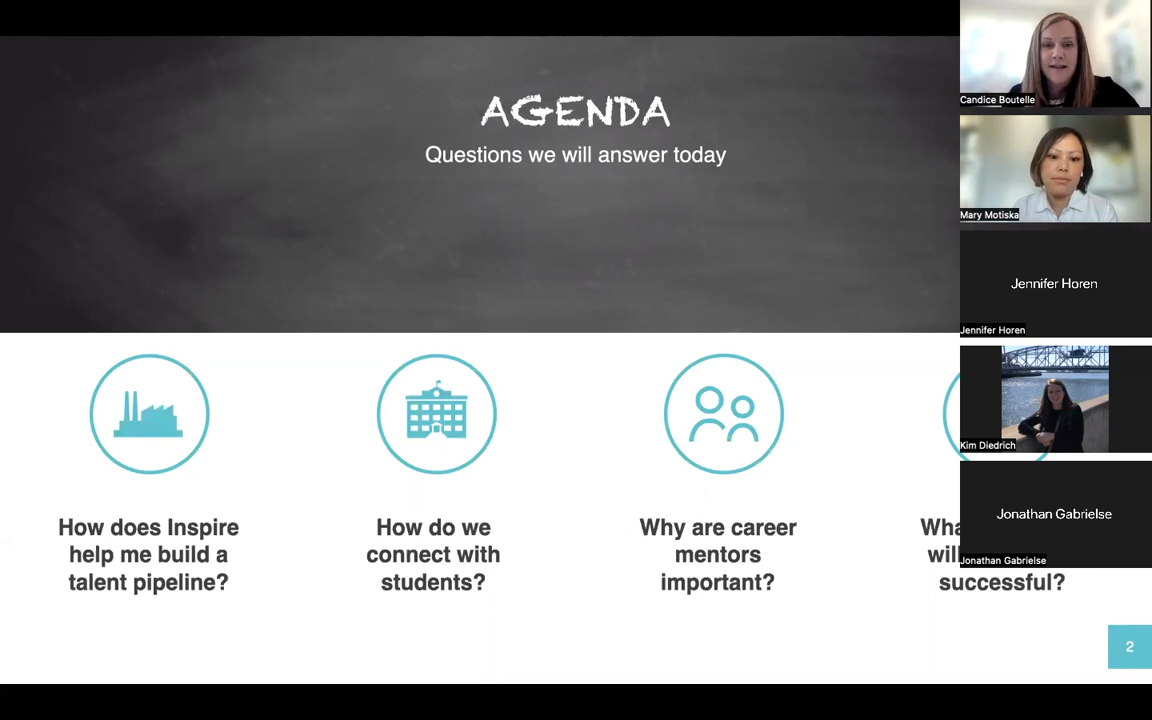 AGENDA
Questions we will answer today
How does Inspire
help me build a
talent pipeline?
How do we
connect with
students?
Why are career
mentors
important?
will
successful?
2
Candice Boutelle
Mary Motiska
Jennifer Horen
Jennifer Horen
Kim Diedrich
Jonathan Gabrielse
Jonathan Gabrielse